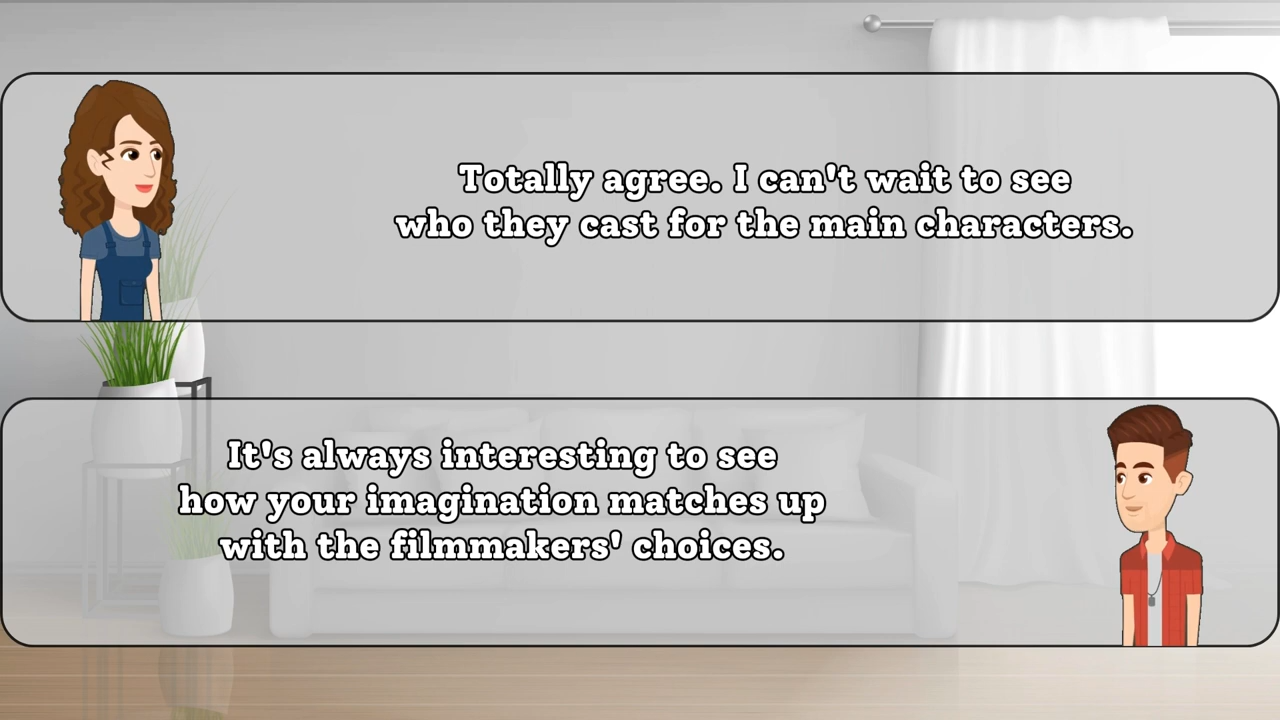 Totally agree. I can't wait to see
who they cast for the main characters.
It's always interesting to see
how your imagination matches up
with the filmmakers' choices.